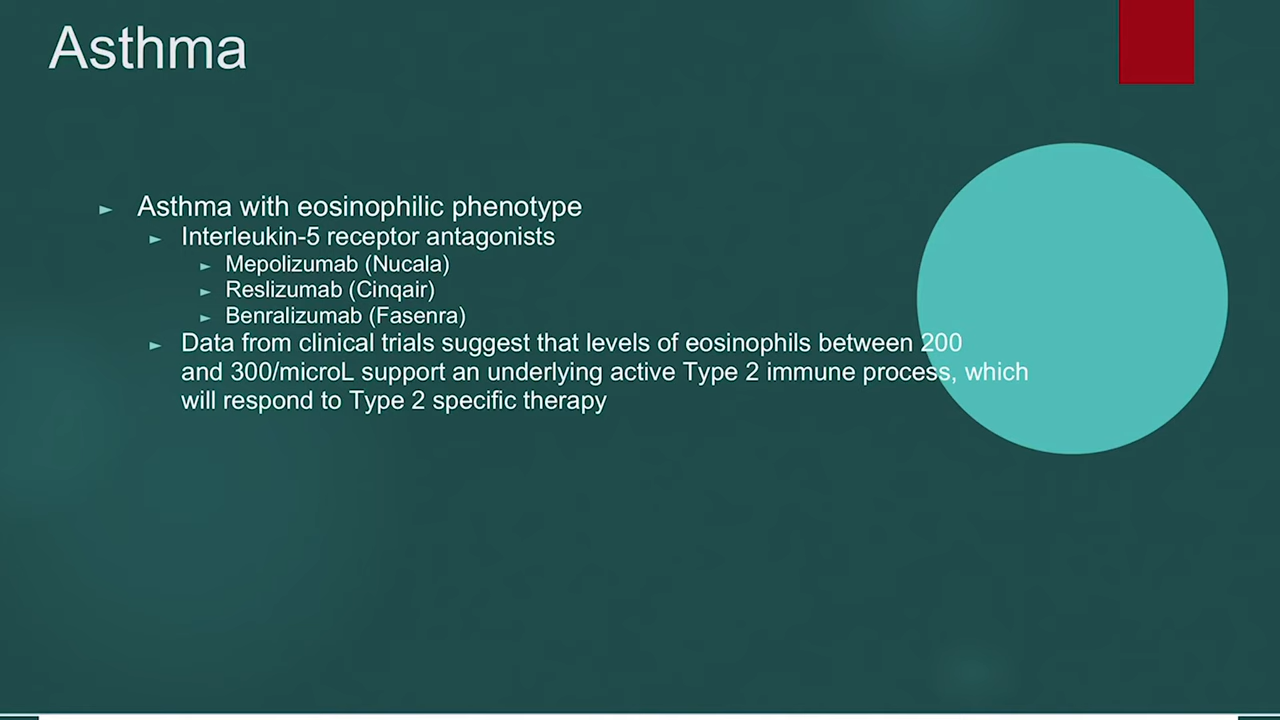 Asthma
Asthma with eosinophilic phenotype
Interleukin-5 receptor antagonists
Mepolizumab (Nucala)
Reslizumab (Cinqair)
Benralizumab (Fasenra)
Data from clinical trials suggest that levels of eosinophils between 200
and 300/microL support an underlying active Type 2 immune process, which
will respond to Type 2 specific therapy